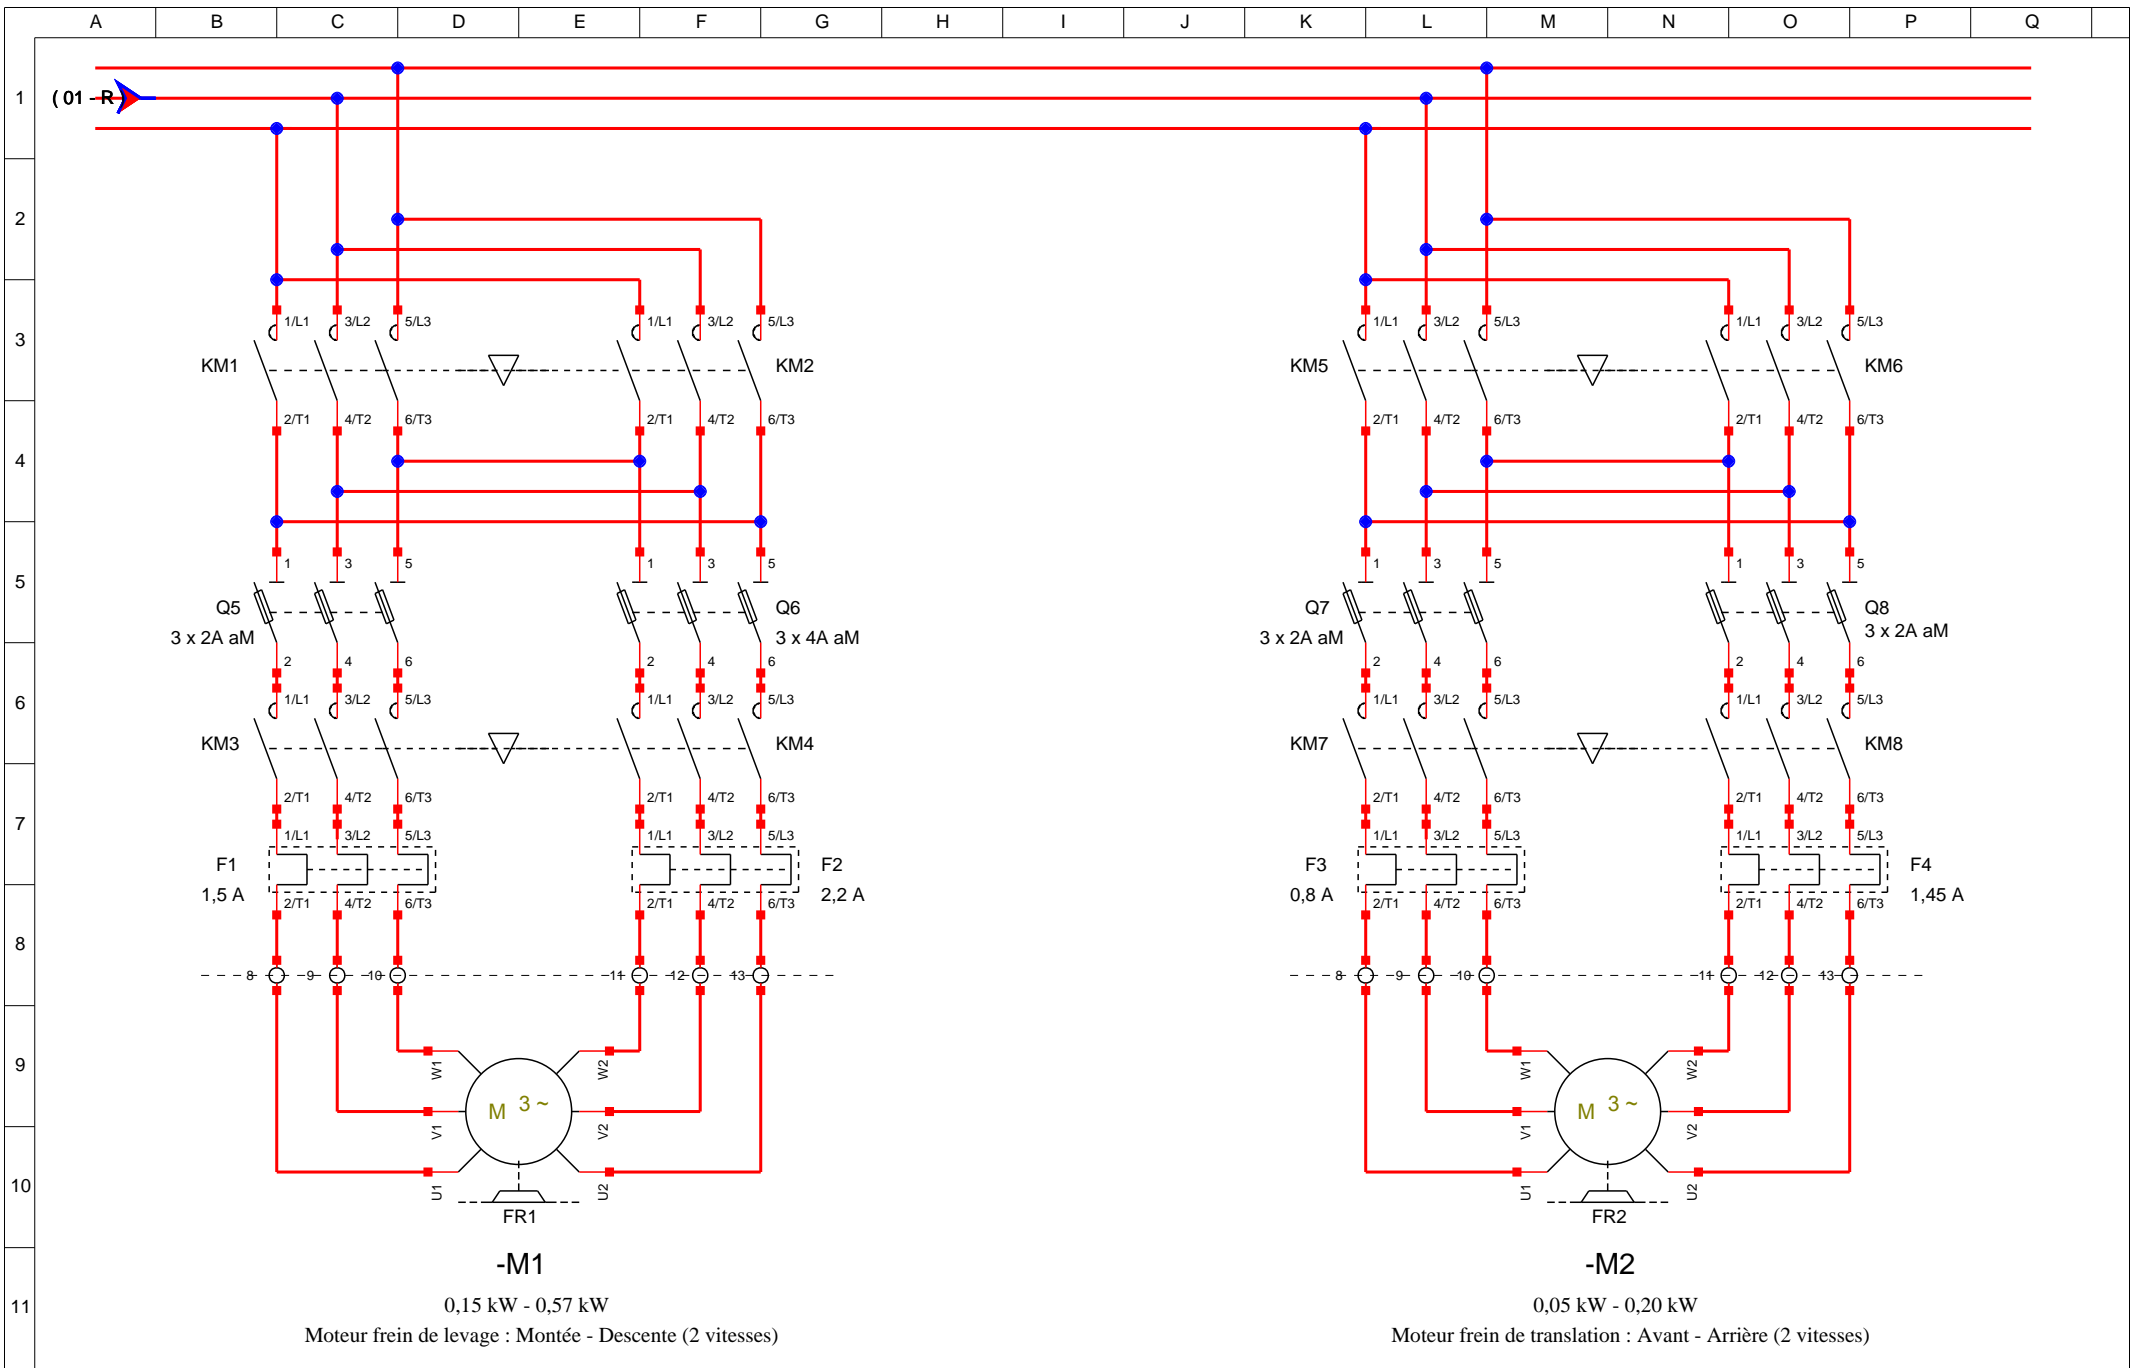 A B C D E F G H I J K L M N O P Q
1 ( 01 - R )
2
1/L1 3/L2 5/L3 1/L1 3/L2 5/L3 1/L1 3/L2 5/L3 1/L1 3/L2 5/L3
3
KM1 KM2 KM5 KM6
2/T1 4/T2 6/T3 2/T1 4/T2 6/T3 2/T1 4/T2 6/T3 2/T1 4/T2 6/T3
4
1 3 5 1 3 5 1 3 5 1 3 5
5
Q5 Q6 Q7 Q8
3 x 2A aM 3 x 4A aM 3 x 2A aM 3 x 2A aM
2 4 6 2 4 6 2 4 6 2 4 6
6 1/L1 3/L2 5/L3 1/L1 3/L2 5/L3 1/L1 3/L2 5/L3 1/L1 3/L2 5/L3
KM3 KM4 KM7 KM8
2/T1 4/T2 6/T3 2/T1 4/T2 6/T3 2/T1 4/T2 6/T3 2/T1 4/T2 6/T3
7
1/L1 3/L2 5/L3 1/L1 3/L2 5/L3 1/L1 3/L2 5/L3 1/L1 3/L2 5/L3
F1 F2 F3 F4
1,5 A 2,2 A 0,8 A 1,45 A
2/T1 4/T2 6/T3 2/T1 4/T2 6/T3 2/T1 4/T2 6/T3 2/T1 4/T2 6/T3
8
8 9 10 11 12 13 8 9 10 11 12 13
9 W1 W2 W1 W2
M 3 ~ M 3 ~
V1 V2 V1 V2
10 U1 U2 U1 U2
FR1 FR2
-M1 -M2
11 0,15 kW - 0,57 kW 0,05 kW - 0,20 kW
Moteur frein de levage : Montée - Descente (2 vitesses) Moteur frein de translation : Avant - Arrière (2 vitesses)